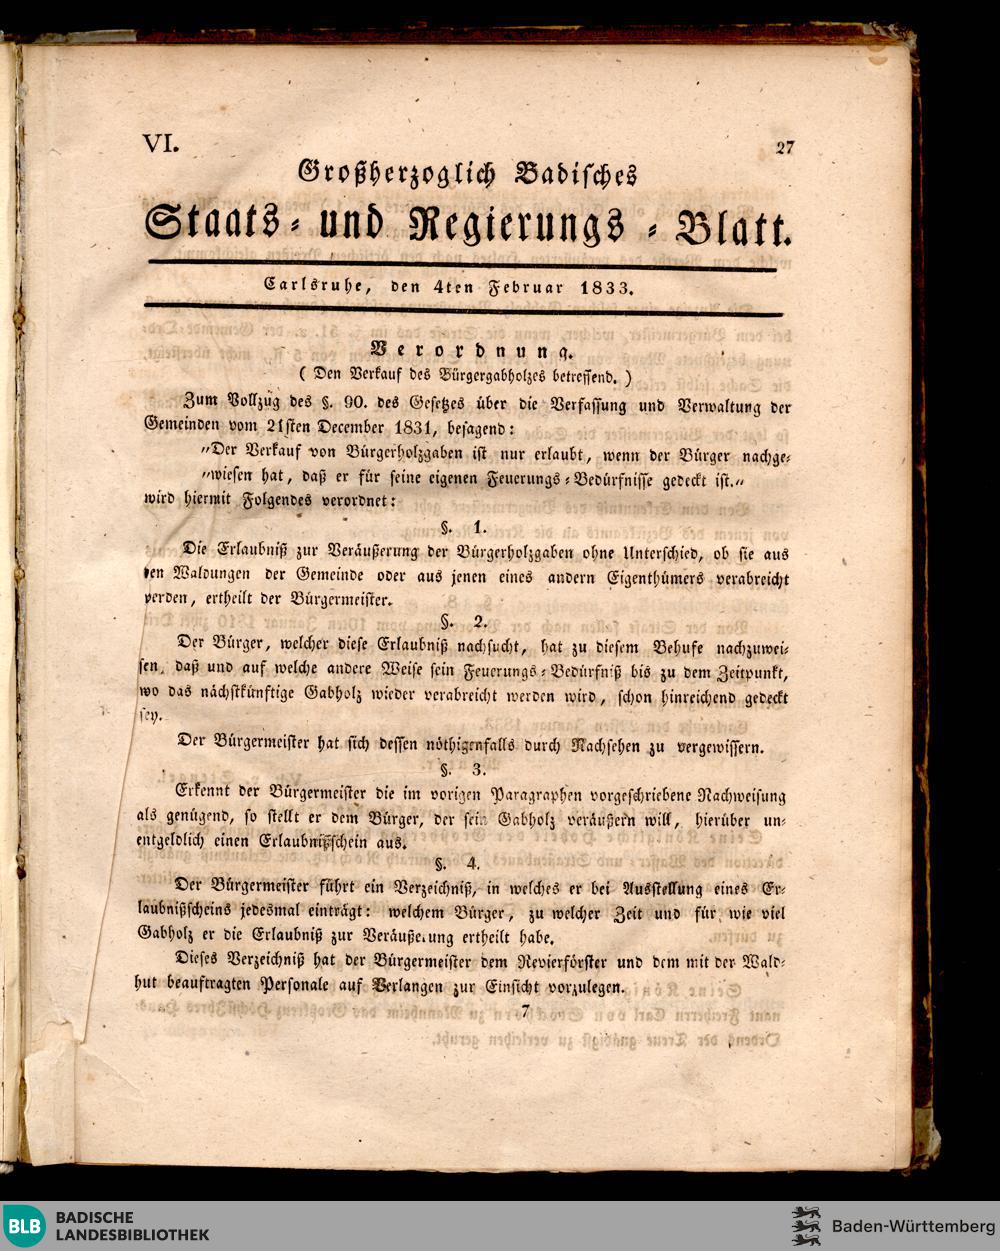 VI.
27
Großherzoglich Badisches
Staats- und Regierungs-Blatt.
Carlsruhe, den 4ten Februar 1833.
Verordnung.
(Den Verkauf des Bürgergabholzes betreffend.)
Zum Vollzug des §. 90. des Gesetzes über die Verfassung und Verwaltung der
Gemeinden vom 21sten December 1831, besagend:
„Der Verkauf von Bürgerholzgaben ist nur erlaubt, wenn der Bürger nachge-
„wiesen hat, daß er für seine eigenen Feuerungs-Bedürfnisse gedeckt ist.„
wird hiermit Folgendes verordnet:
§. 1.
Die Erlaubniß zur Veräußerung der Bürgerholzgaben ohne Unterschied, ob sie aus
den Waldungen der Gemeinde oder aus jenen eines andern Eigenthümers verabreicht
werden, ertheilt der Bürgermeister.
§. 2.
Der Bürger, welcher diese Erlaubniß nachsucht, hat zu diesem Behufe nachzuwei-
sen, daß und auf welche andere Weise sein Feuerungs-Bedürfniß bis zu dem Zeitpunkt,
wo das nächstkünftige Gabholz wieder verabreicht werden wird, schon hinreichend gedeckt
sey.
Der Bürgermeister hat sich dessen nöthigenfalls durch Nachsehen zu vergewissern.
§. 3.
Erkennt der Bürgermeister die im vorigen Paragraphen vorgeschriebene Nachweisung
als genügend, so stellt er dem Bürger, der sein Gabholz veräußern will, hierüber un-
entgeldlich einen Erlaubnißschein aus.
§. 4.
Der Bürgermeister führt ein Verzeichniß, in welches er bei Ausstellung eines Er-
laubnißscheins jedesmal einträgt: welchem Bürger, zu welcher Zeit und für wie viel
Gabholz er die Erlaubniß zur Veräußerung ertheilt habe.
Dieses Verzeichniß hat der Bürgermeister dem Revierförster und dem mit der Wald-
hut beauftragten Personale auf Verlangen zur Einsicht vorzulegen.
7
BLB
BADISCHE
LANDESBIBLIOTHEK
Baden-Württemberg